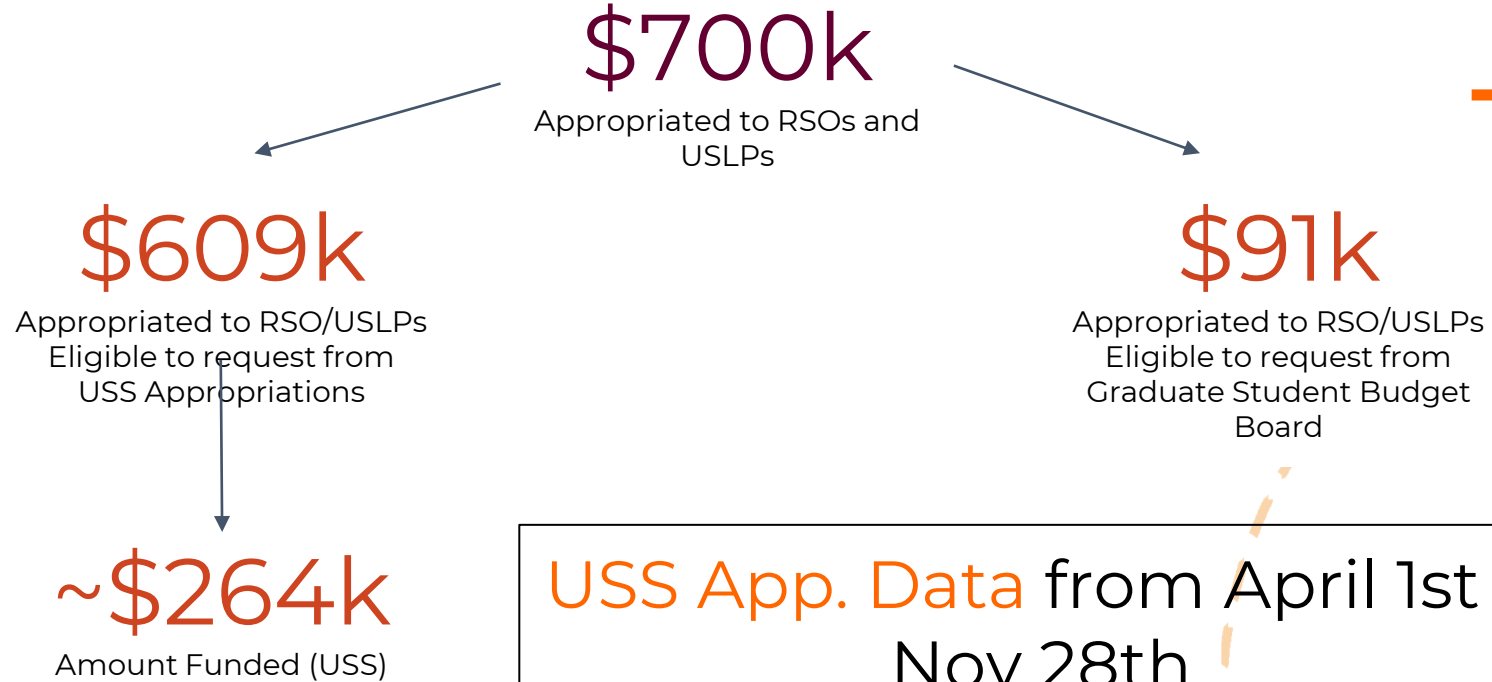 $700k
Appropriated to RSOs and
USLPs
$609k
Appropriated to RSO/USLPs
Eligible to request from
USS Appropriations
$91k
Appropriated to RSO/USLPs
Eligible to request from
Graduate Student Budget
Board
~$264k
Amount Funded (USS)
USS App. Data from April 1st
Nov 28th